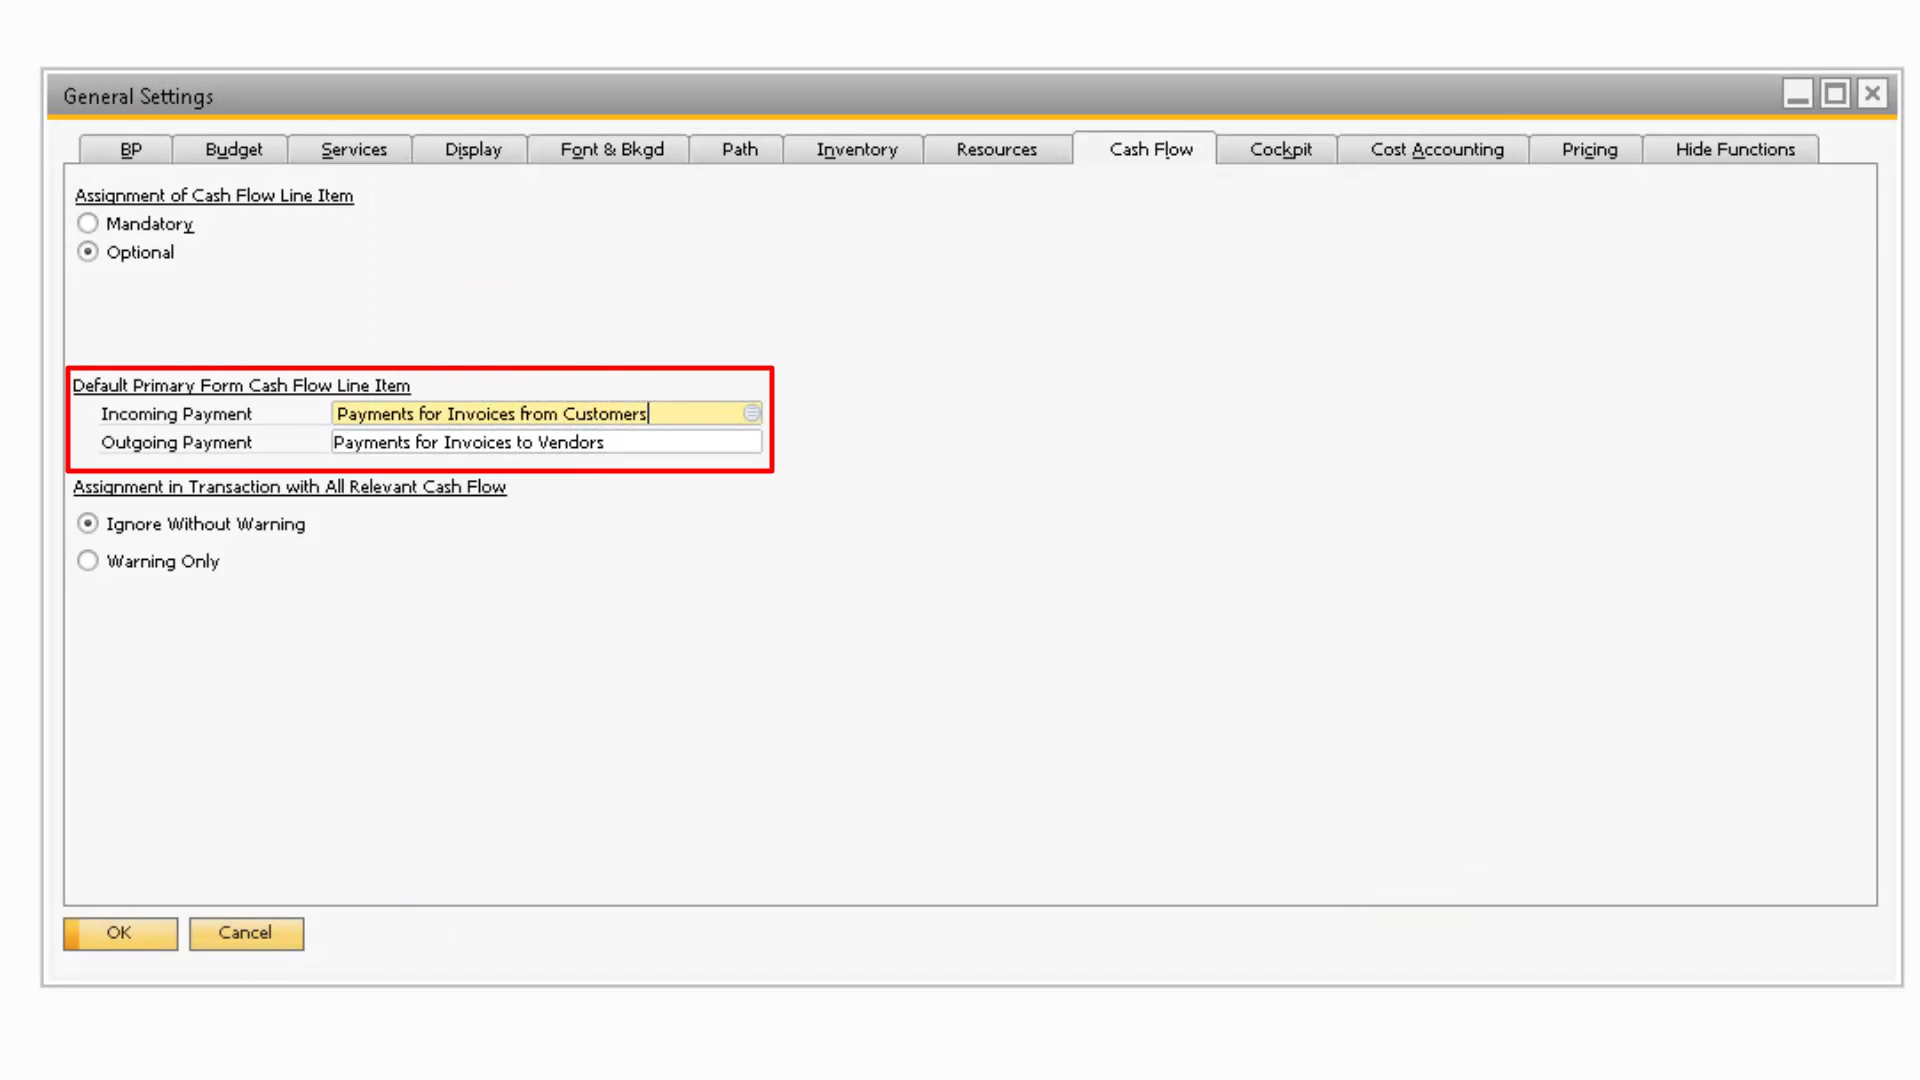 General Settings
BP Budget Services Display Font & Bkgd Path Inventory Resources Cash Flow Cockpit Cost Accounting Pricing Hide Functions
Assignment of Cash Flow Line Item
Mandatory
Optional
Default Primary Form Cash Flow Line Item
Incoming Payment Payments for Invoices from Customers
Outgoing Payment Payments for Invoices to Vendors
Assignment in Transaction with All Relevant Cash Flow
Ignore Without Warning
Warning Only
OK Cancel